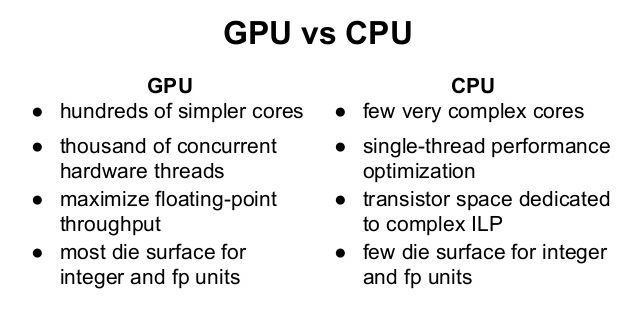 GPU vs CPU
GPU
● hundreds of simpler cores
● thousand of concurrent
hardware threads
● maximize floating-point
throughput
● most die surface for
integer and fp units
CPU
● few very complex cores
● single-thread performance
optimization
● transistor space dedicated
to complex ILP
● few die surface for integer
and fp units